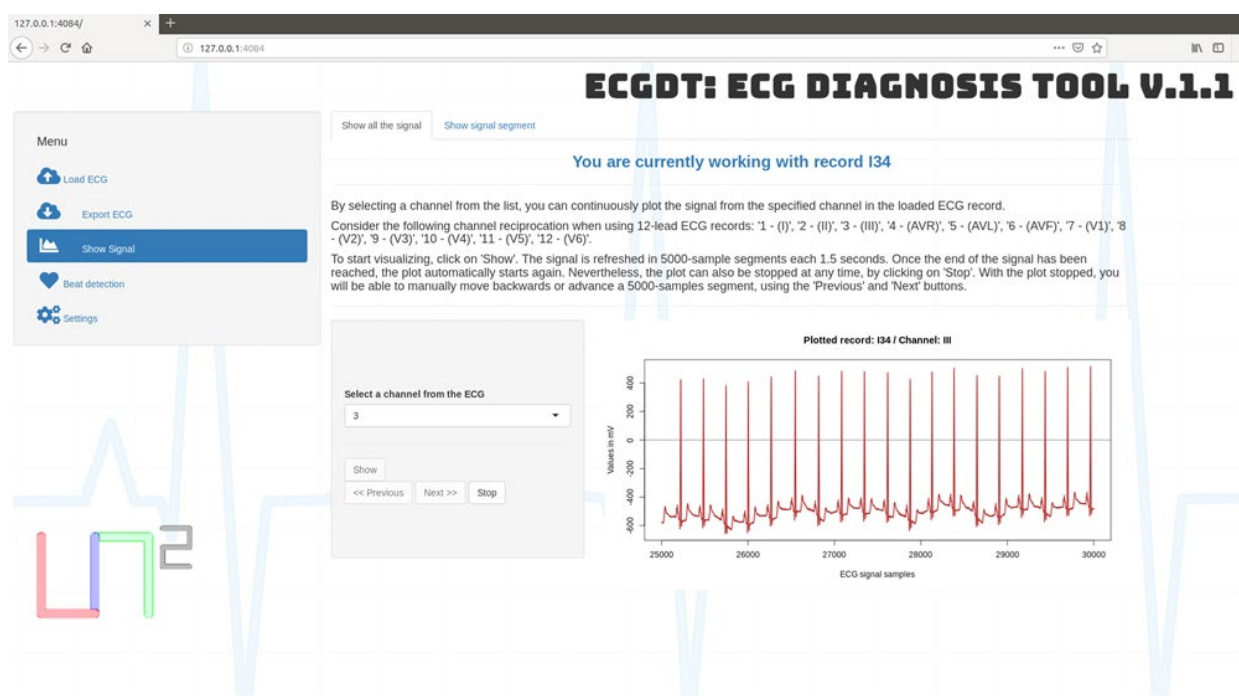 127.0.0.1:4084/
127.0.0.1:4084
ECGDT: ECG DIAGNOSIS TOOL V.1.1
Menu
Load ECG
Export ECG
Show Signal
Beat detection
Settings
Show all the signal Show signal segment
You are currently working with record I34
By selecting a channel from the list, you can continuously plot the signal from the specified channel in the loaded ECG record.
Consider the following channel reciprocation when using 12-lead ECG records: '1 - (I)', '2 - (II)', '3 - (III)', '4 - (AVR)', '5 - (AVL)', '6 - (AVF)', '7 - (V1)', '8
- (V2)', '9 - (V3)', '10 - (V4)', '11 - (V5)', '12 - (V6)'.
To start visualizing, click on 'Show'. The signal is refreshed in 5000-sample segments each 1.5 seconds. Once the end of the signal has been
reached, the plot automatically starts again. Nevertheless, the plot can also be stopped at any time, by clicking on 'Stop'. With the plot stopped, you
will be able to manually move backwards or advance a 5000-samples segment, using the 'Previous' and 'Next' buttons.
Select a channel from the ECG
3
Show
<< Previous Next >> Stop
Plotted record: I34 / Channel: III
Values in mV
400
200
0
-200
-400
-600
25000 26000 27000 28000 29000 30000
ECG signal samples
un2